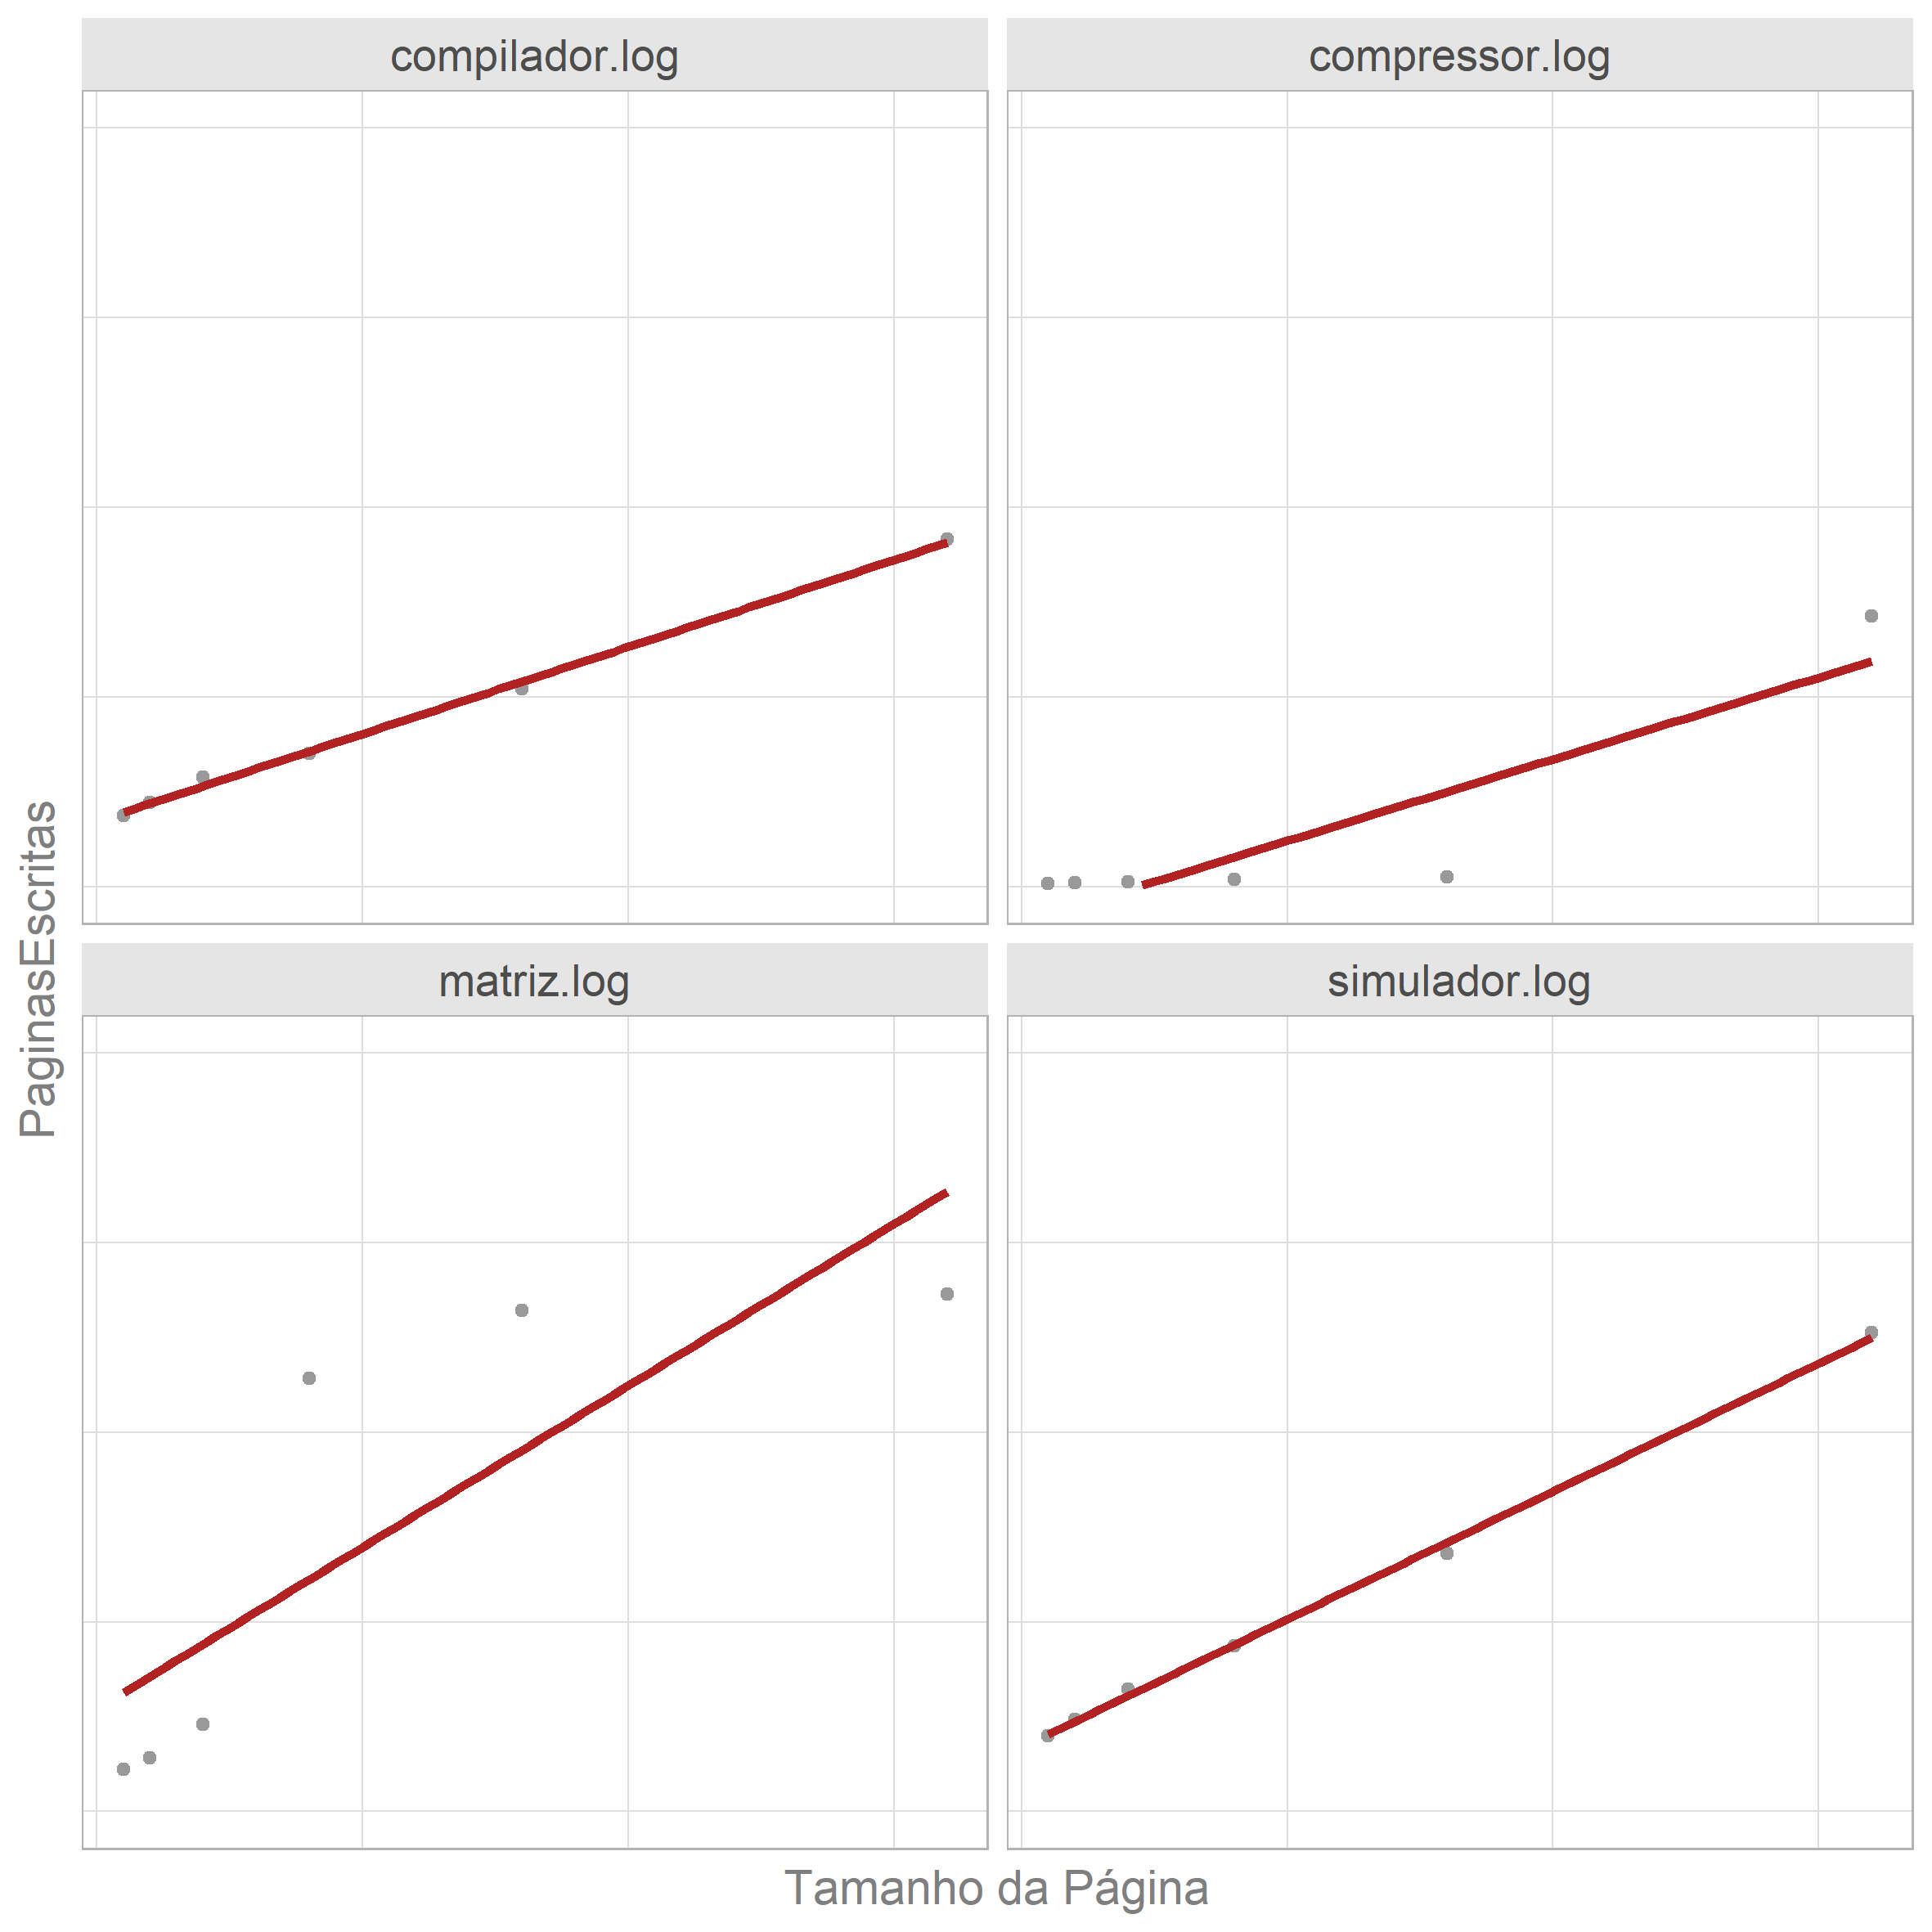 compilador.log
compressor.log
PaginasEscritas
matriz.log
simulador.log
Tamanho da Página